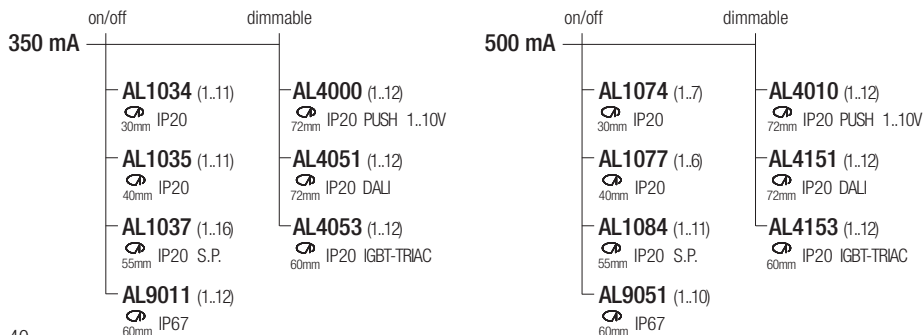 on/off dimmable
350 mA
AL1034 (1..11)
30mm IP20
AL1035 (1..11)
40mm IP20
AL1037 (1..16)
55mm IP20 S.P.
AL9011 (1..12)
60mm IP67
AL4000 (1..12)
72mm IP20 PUSH 1..10V
AL4051 (1..12)
72mm IP20 DALI
AL4053 (1..12)
60mm IP20 IGBT-TRIAC
on/off dimmable
500 mA
AL1074 (1..7)
30mm IP20
AL1077 (1..6)
40mm IP20
AL1084 (1..11)
55mm IP20 S.P.
AL9051 (1..10)
60mm IP67
AL4010 (1..12)
72mm IP20 PUSH 1..10V
AL4151 (1..12)
72mm IP20 DALI
AL4153 (1..12)
60mm IP20 IGBT-TRIAC